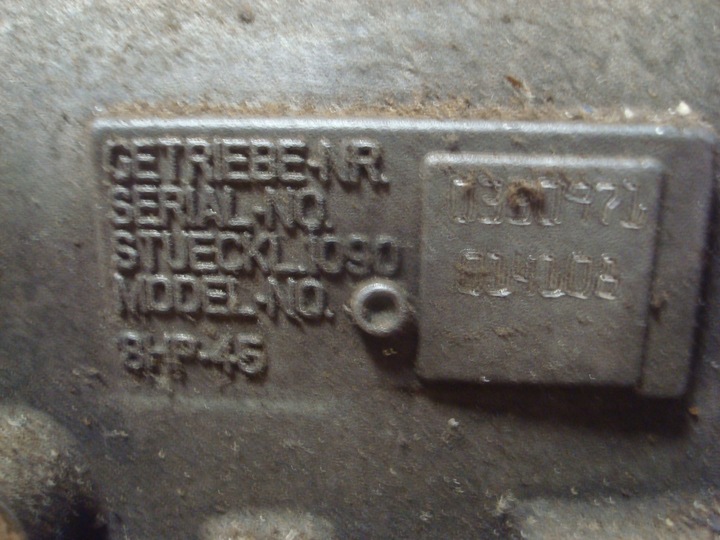 GETRIEBE-NR.
SERIAL-NO.
STUECKL.1090
MODEL-NO.
8HP-45